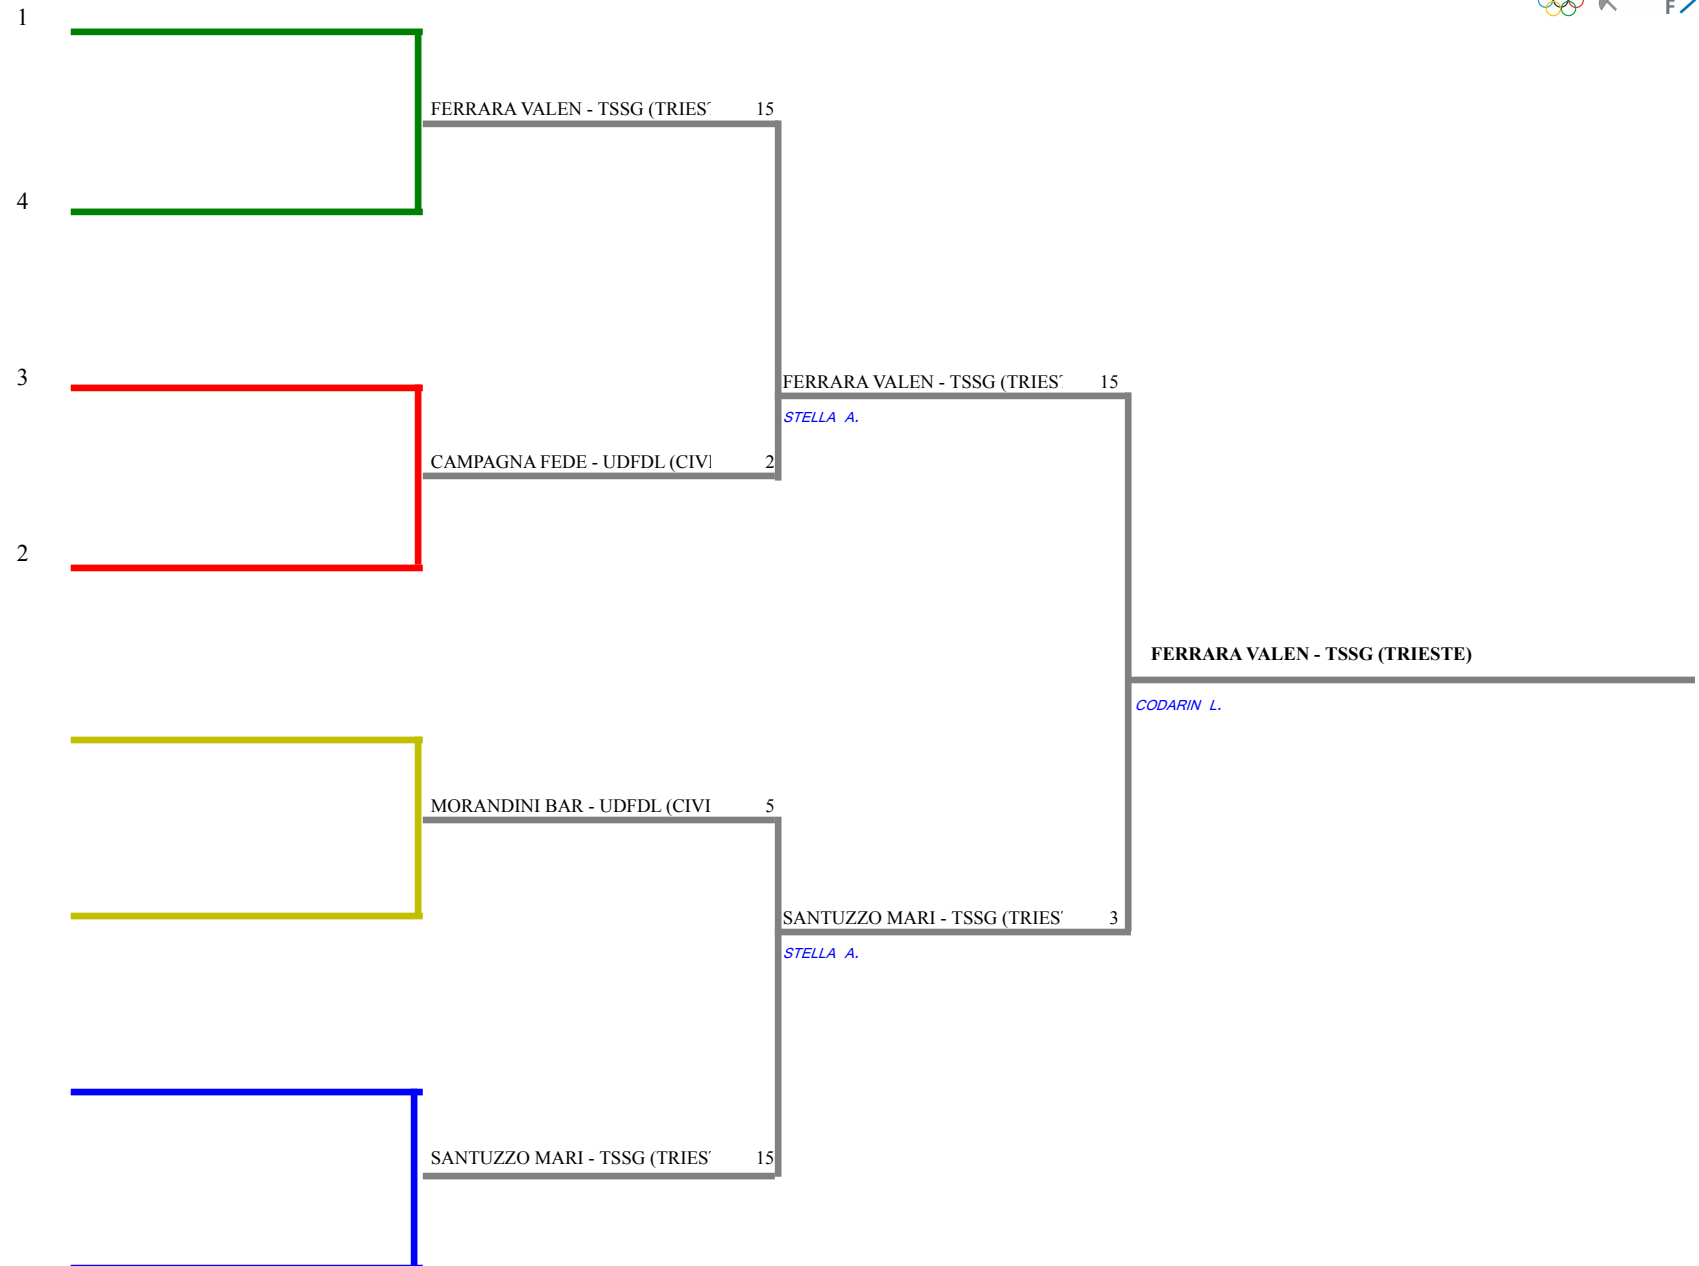 1
FERRARA VALEN - TSSG (TRIES 15
4
3
FERRARA VALEN - TSSG (TRIES 15
STELLA A.
CAMPAGNA FEDE - UDFDL (CIVI 2
2
FERRARA VALEN - TSSG (TRIESTE)
CODARIN L.
MORANDINI BAR - UDFDL (CIVI 5
SANTUZZO MARI - TSSG (TRIES 3
STELLA A.
SANTUZZO MARI - TSSG (TRIES 15
F